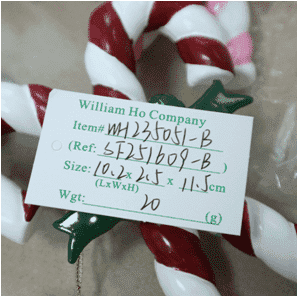 William Ho Company
Item# WH235051-B
(Ref: SF251609-B)
Size: 10.2 x 2.5 x 11.5 cm
(LxWxH)
Wgt: 20 (g)